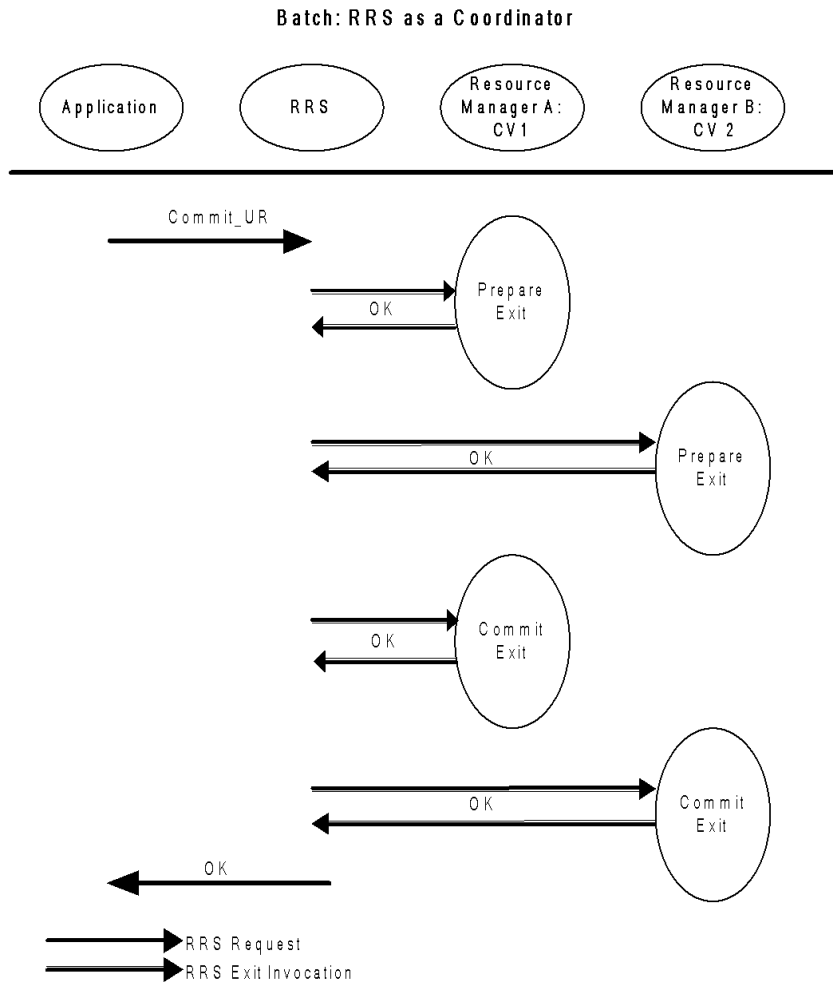 Batch: RRS as a Coordinator
Application
RRS
Resource
Manager A:
CV1
Resource
Manager B:
CV 2
Commit_UR
Prepare
Exit
OK
Prepare
Exit
OK
Commit
Exit
OK
Commit
Exit
OK
OK
RRS Request
RRS Exit Invocation